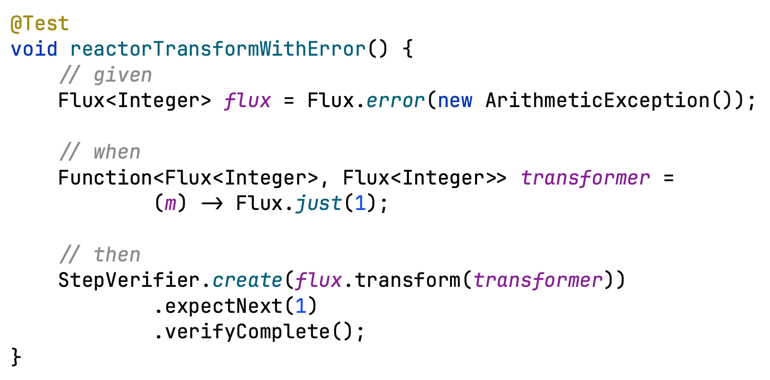 @Test
void reactorTransformWithError() {
    // given
    Flux<Integer> flux = Flux.error(new ArithmeticException());

    // when
    Function<Flux<Integer>, Flux<Integer>> transformer =
            (m) -> Flux.just(1);

    // then
    StepVerifier.create(flux.transform(transformer))
            .expectNext(1)
            .verifyComplete();
}